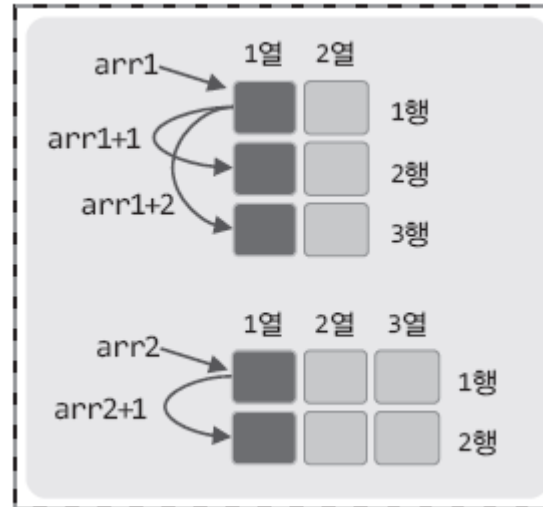 1열 2열
arr1
1행
arr1+1
2행
arr1+2
3행
1열 2열 3열
arr2
1행
arr2+1
2행